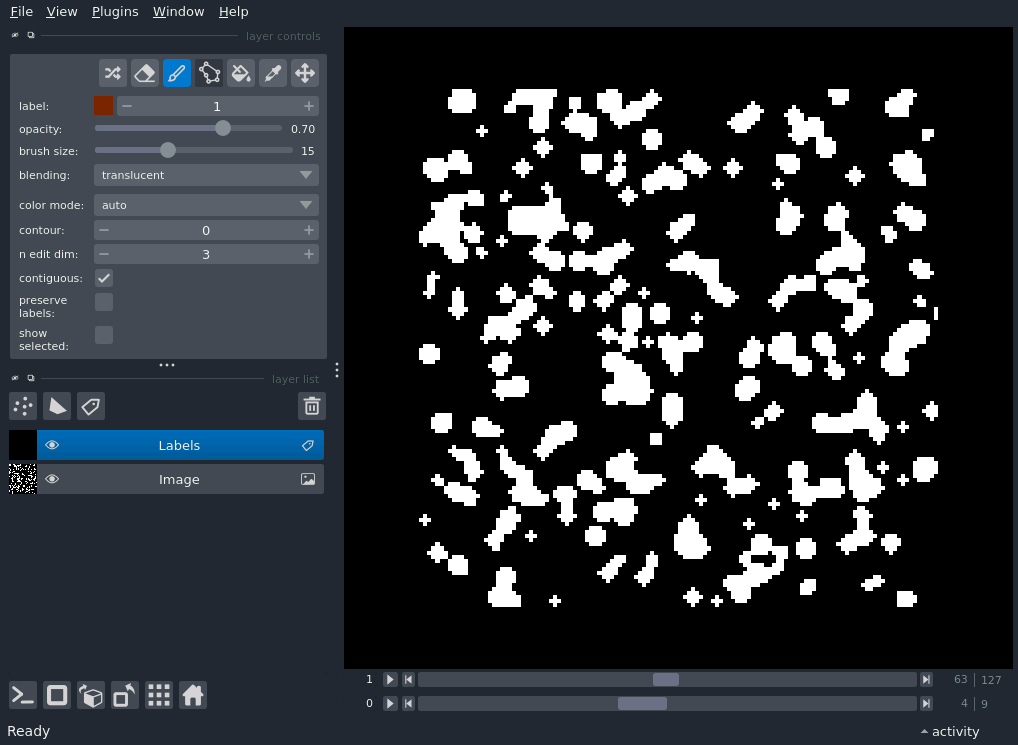 File View Plugins Window Help
layer controls
label: 1
opacity: 0.70
brush size: 15
blending: translucent
color mode: auto
contour: 0
n edit dim: 3
contiguous:
preserve
labels:
show
selected:
layer list
Labels
Image
1 63 127
0 4 9
Ready activity